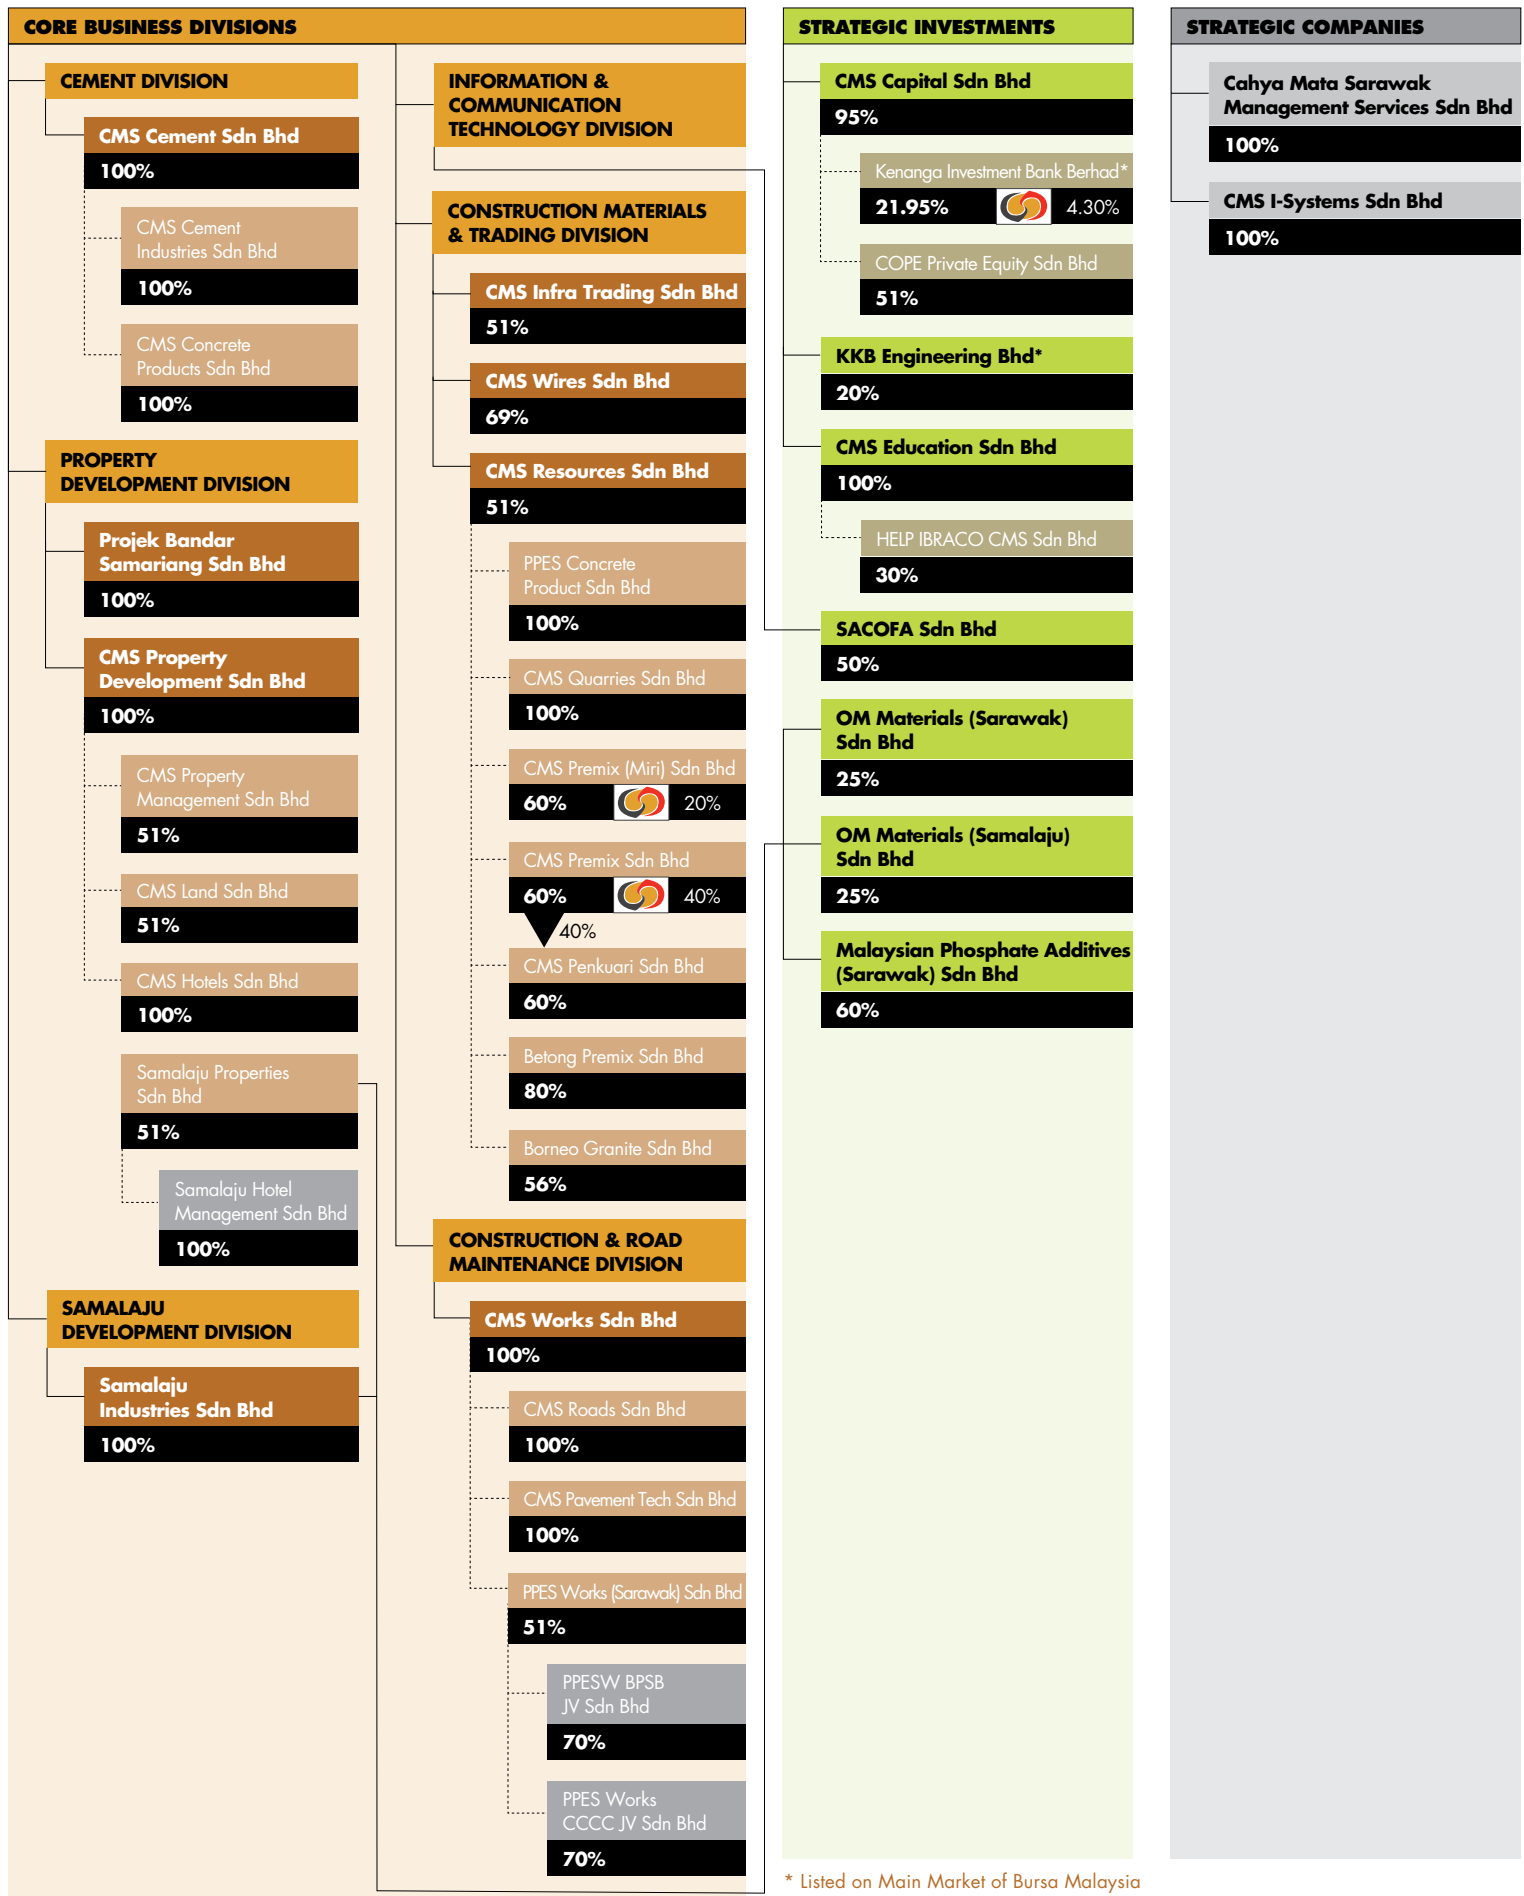 CORE BUSINESS DIVISIONS
CEMENT DIVISION
CMS Cement Sdn Bhd
100%
CMS Cement
Industries Sdn Bhd
100%
CMS Concrete
Products Sdn Bhd
100%
PROPERTY
DEVELOPMENT DIVISION
Projek Bandar
Samariang Sdn Bhd
100%
CMS Property
Development Sdn Bhd
100%
CMS Property
Management Sdn Bhd
51%
CMS Land Sdn Bhd
51%
CMS Hotels Sdn Bhd
100%
Samalaju Properties
Sdn Bhd
51%
Samalaju Hotel
Management Sdn Bhd
100%
SAMALAJU
DEVELOPMENT DIVISION
Samalaju
Industries Sdn Bhd
100%
INFORMATION &
COMMUNICATION
TECHNOLOGY DIVISION
CONSTRUCTION MATERIALS
& TRADING DIVISION
CMS Infra Trading Sdn Bhd
51%
CMS Wires Sdn Bhd
69%
CMS Resources Sdn Bhd
51%
PPES Concrete
Product Sdn Bhd
100%
CMS Quarries Sdn Bhd
100%
CMS Premix (Miri) Sdn Bhd
60% 20%
CMS Premix Sdn Bhd
60% 40%
40%
CMS Penkuari Sdn Bhd
60%
Betong Premix Sdn Bhd
80%
Borneo Granite Sdn Bhd
56%
CONSTRUCTION & ROAD
MAINTENANCE DIVISION
CMS Works Sdn Bhd
100%
CMS Roads Sdn Bhd
100%
CMS Pavement Tech Sdn Bhd
100%
PPES Works (Sarawak) Sdn Bhd
51%
PPESW BPSB
JV Sdn Bhd
70%
PPES Works
CCCC JV Sdn Bhd
70%
STRATEGIC INVESTMENTS
CMS Capital Sdn Bhd
95%
Kenanga Investment Bank Berhad*
21.95% 4.30%
COPE Private Equity Sdn Bhd
51%
KKB Engineering Bhd*
20%
CMS Education Sdn Bhd
100%
HELP IBRACO CMS Sdn Bhd
30%
SACOFA Sdn Bhd
50%
OM Materials (Sarawak)
Sdn Bhd
25%
OM Materials (Samalaju)
Sdn Bhd
25%
Malaysian Phosphate Additives
(Sarawak) Sdn Bhd
60%
* Listed on Main Market of Bursa Malaysia
STRATEGIC COMPANIES
Cahya Mata Sarawak
Management Services Sdn Bhd
100%
CMS I-Systems Sdn Bhd
100%